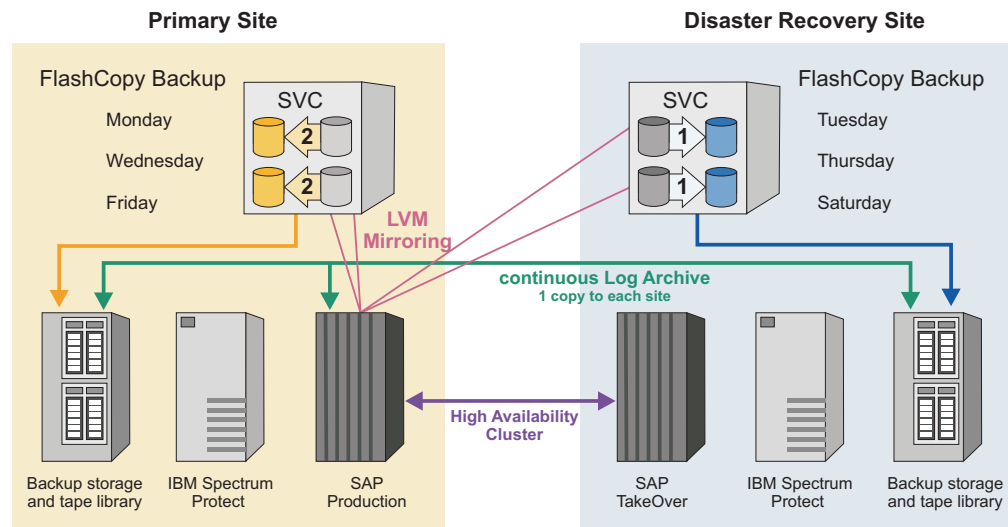 Primary Site
Disaster Recovery Site
FlashCopy Backup
Monday
Wednesday
Friday
SVC
2
2
SVC
1
1
FlashCopy Backup
Tuesday
Thursday
Saturday
LVM
Mirroring
continuous Log Archive
1 copy to each site
High Availability
Cluster
Backup storage
and tape library
IBM Spectrum
Protect
SAP
Production
SAP
TakeOver
IBM Spectrum
Protect
Backup storage
and tape library